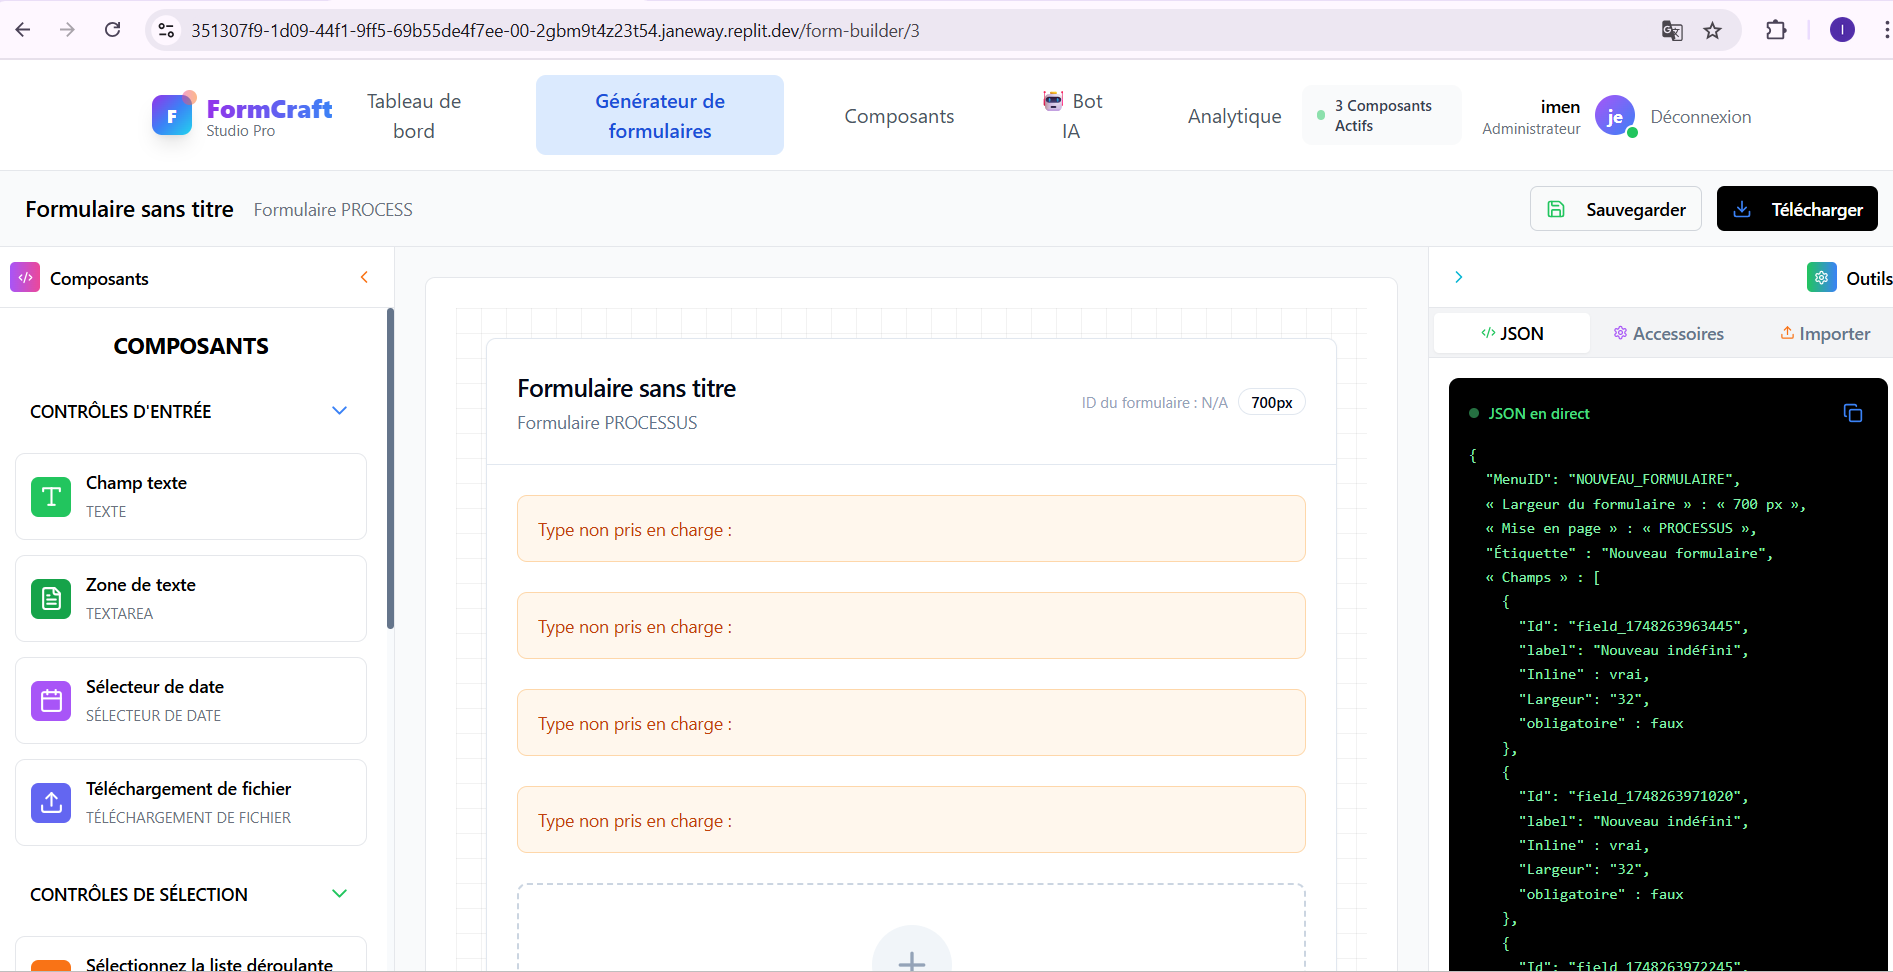 351307f9-1d09-44f1-9ff5-69b55de4f7ee-00-2gbm9t4z23t54.janeway.replit.dev/form-builder/3
I
F
FormCraft
Studio Pro
Tableau de
bord
Générateur de
formulaires
Composants
Bot
IA
Analytique
3 Composants
Actifs
imen
Administrateur
je
Déconnexion
Formulaire sans titre
Formulaire PROCESS
Sauvegarder
Télécharger
Composants
COMPOSANTS
CONTRÔLES D'ENTRÉE
T
Champ texte
TEXTE
Zone de texte
TEXTAREA
Sélecteur de date
SÉLECTEUR DE DATE
Téléchargement de fichier
TÉLÉCHARGEMENT DE FICHIER
CONTRÔLES DE SÉLECTION
Sélectionnez la liste déroulante
Formulaire sans titre
Formulaire PROCESSUS
ID du formulaire : N/A
700px
Type non pris en charge :
Type non pris en charge :
Type non pris en charge :
Type non pris en charge :
Outils
</> JSON
Accessoires
Importer
JSON en direct
{
"MenuID": "NOUVEAU_FORMULAIRE",
« Largeur du formulaire » : « 700 px »,
« Mise en page » : « PROCESSUS »,
"Étiquette" : "Nouveau formulaire",
« Champs » : [
{
"Id": "field_1748263963445",
"label": "Nouveau indéfini",
"Inline" : vrai,
"Largeur": "32",
"obligatoire" : faux
},
{
"Id": "field_1748263971020",
"label": "Nouveau indéfini",
"Inline" : vrai,
"Largeur": "32",
"obligatoire" : faux
},
{
"Id": "field_1748263972245",